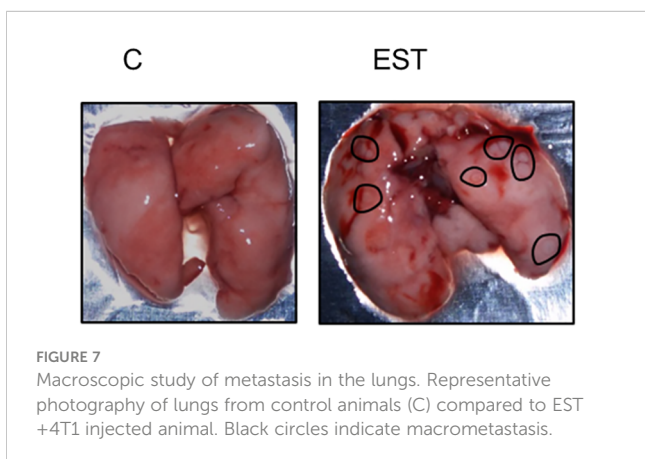 C EST
FIGURE 7
Macroscopic study of metastasis in the lungs. Representative
photography of lungs from control animals (C) compared to EST
+4T1 injected animal. Black circles indicate macrometastasis.